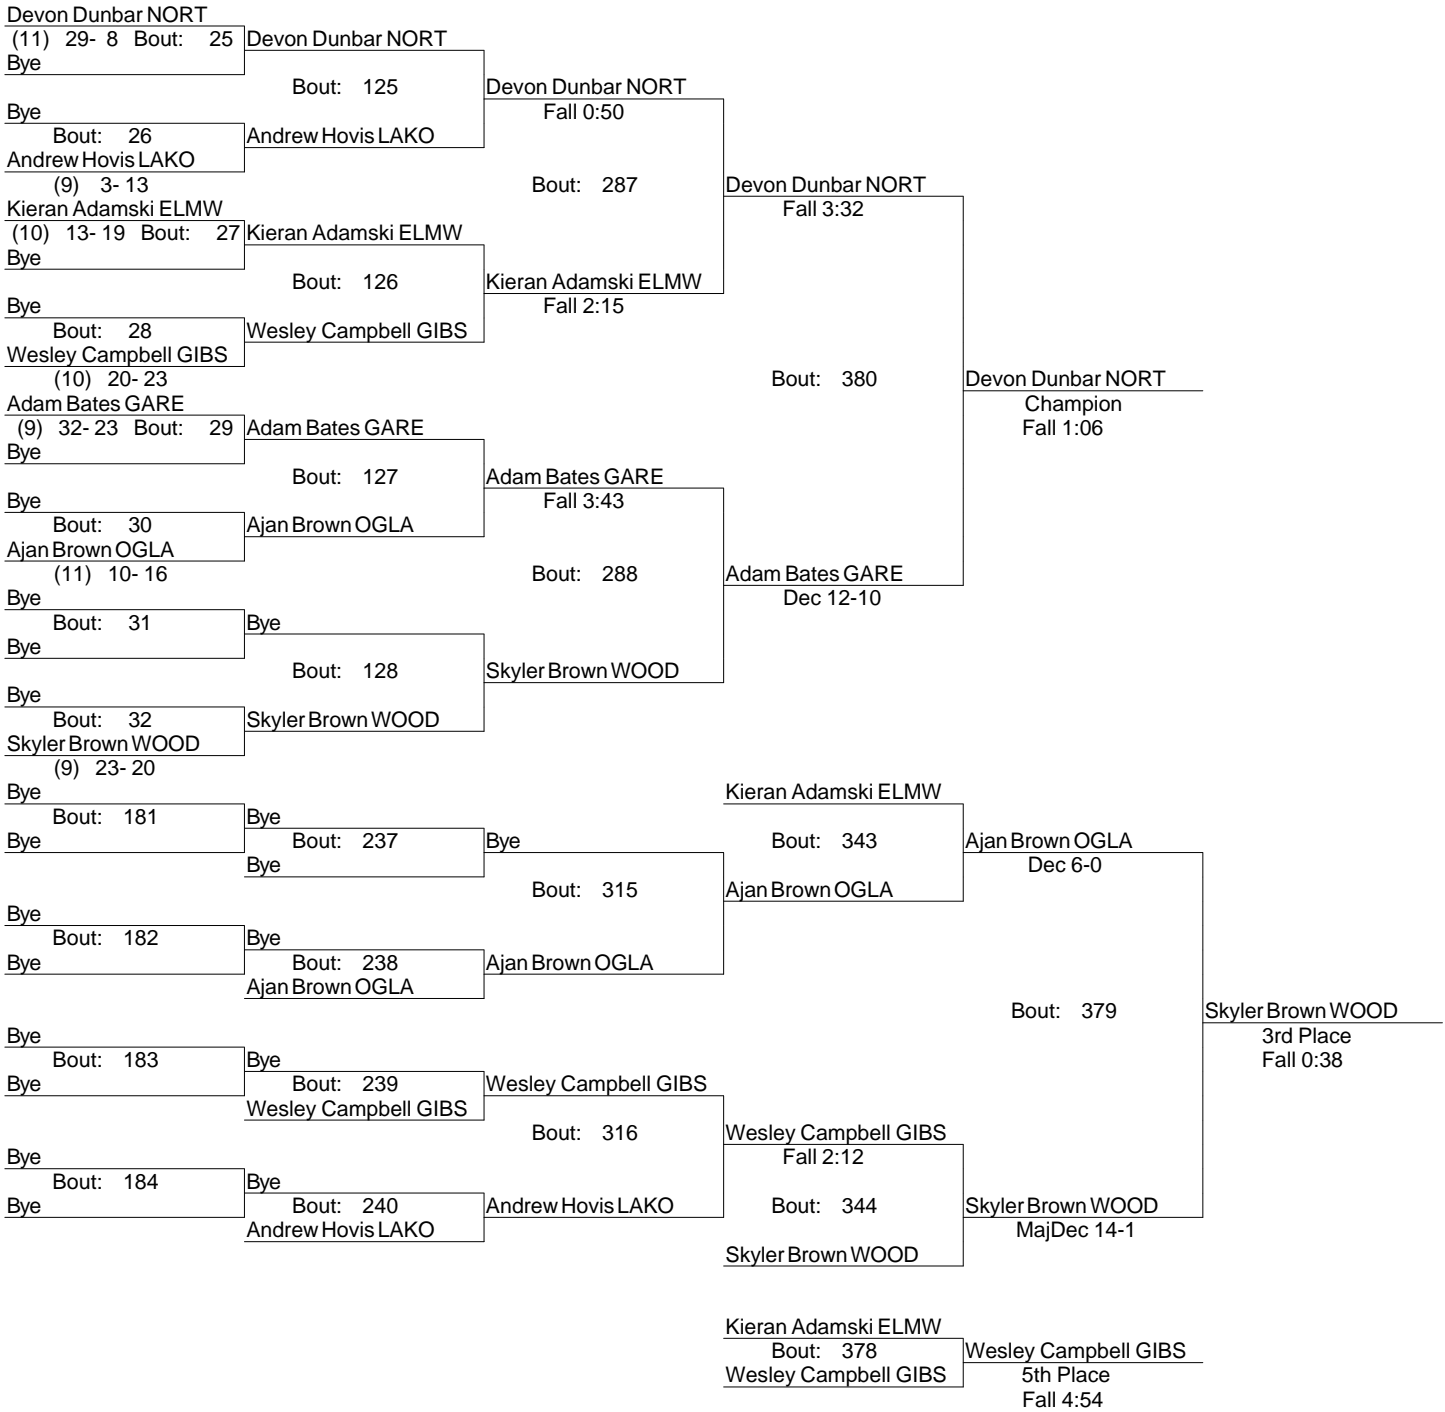 Devon Dunbar NORT
(11) 29- 8 Bout: 25 Devon Dunbar NORT
Bye
Bout: 125 Devon Dunbar NORT
Bye Fall 0:50
Bout: 26 Andrew Hovis LAKO
Andrew Hovis LAKO
(9) 3- 13 Bout: 287 Devon Dunbar NORT
Kieran Adamski ELMW Fall 3:32
(10) 13- 19 Bout: 27 Kieran Adamski ELMW
Bye
Bout: 126 Kieran Adamski ELMW
Bye Fall 2:15
Bout: 28 Wesley Campbell GIBS
Wesley Campbell GIBS
(10) 20- 23 Bout: 380 Devon Dunbar NORT
Adam Bates GARE Champion
(9) 32- 23 Bout: 29 Adam Bates GARE Fall 1:06
Bye
Bout: 127 Adam Bates GARE
Bye Fall 3:43
Bout: 30 Ajan Brown OGLA
Ajan Brown OGLA
(11) 10- 16 Bout: 288 Adam Bates GARE
Bye Dec 12-10
Bout: 31 Bye
Bye
Bout: 128 Skyler Brown WOOD
Bye
Bout: 32 Skyler Brown WOOD
Skyler Brown WOOD
(9) 23- 20
Bye Kieran Adamski ELMW
Bout: 181 Bye
Bye Bout: 237 Bye Bout: 343 Ajan Brown OGLA
Bye Dec 6-0
Bout: 315 Ajan Brown OGLA
Bye
Bout: 182 Bye
Bye Bout: 238 Ajan Brown OGLA
Ajan Brown OGLA
Bout: 379 Skyler Brown WOOD
Bye 3rd Place
Bout: 183 Bye Fall 0:38
Bye Bout: 239 Wesley Campbell GIBS
Wesley Campbell GIBS
Bout: 316 Wesley Campbell GIBS
Bye Fall 2:12
Bout: 184 Bye
Bye Bout: 240 Andrew Hovis LAKO Bout: 344 Skyler Brown WOOD
Andrew Hovis LAKO MajDec 14-1
Skyler Brown WOOD
Kieran Adamski ELMW
Bout: 378 Wesley Campbell GIBS
Wesley Campbell GIBS 5th Place
Fall 4:54